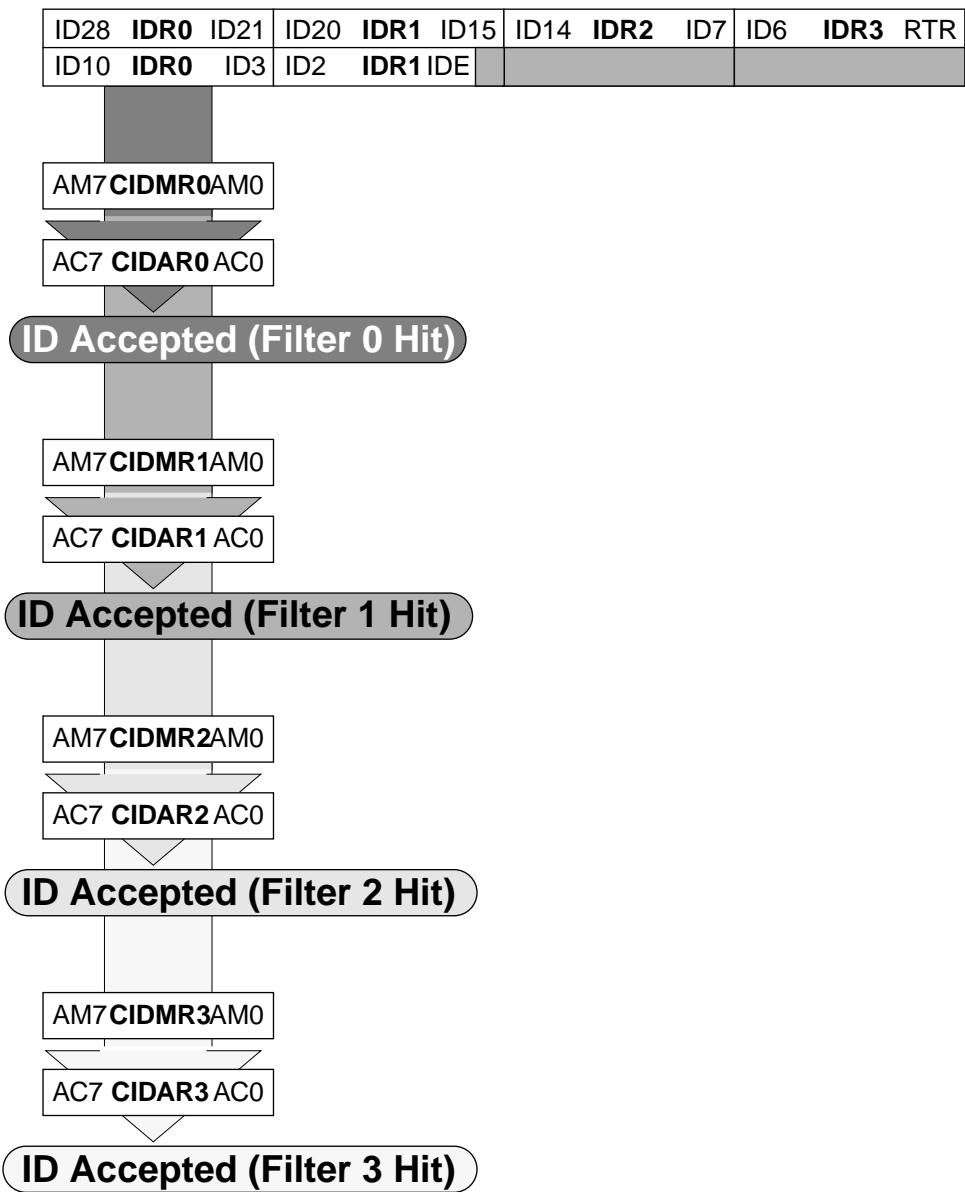 ID28 IDR0 ID21 ID20 IDR1 ID15 ID14 IDR2 ID7 ID6 IDR3 RTR
ID10 IDR0 ID3 ID2 IDR1 IDE
AM7 CIDMR0 AM0
AC7 CIDAR0 AC0
ID Accepted (Filter 0 Hit)
AM7 CIDMR1 AM0
AC7 CIDAR1 AC0
ID Accepted (Filter 1 Hit)
AM7 CIDMR2 AM0
AC7 CIDAR2 AC0
ID Accepted (Filter 2 Hit)
AM7 CIDMR3 AM0
AC7 CIDAR3 AC0
ID Accepted (Filter 3 Hit)